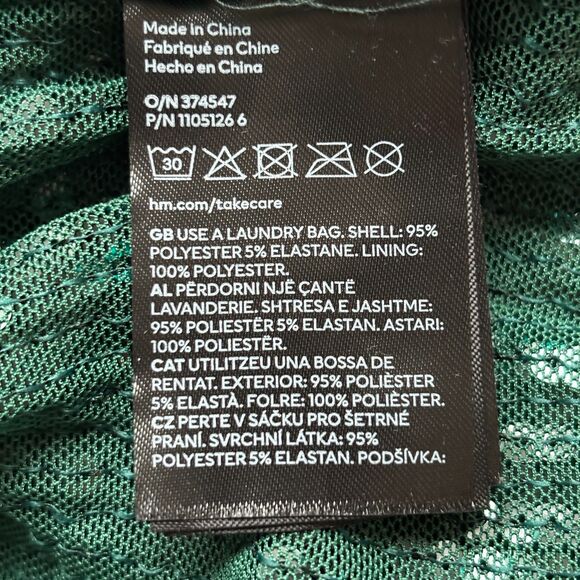 Made in China
Fabriqué en Chine
Hecho en China
O/N 374547
P/N 1105126 6
30
hm.com/takecare
GB USE A LAUNDRY BAG. SHELL: 95%
POLYESTER 5% ELASTANE. LINING:
100% POLYESTER.
AL PËRDORNI NJË ÇANTË
LAVANDERIE. SHTRESA E JASHTME:
95% POLIESTËR 5% ELASTAN. ASTARI:
100% POLIESTËR.
CAT UTILITZEU UNA BOSSA DE
RENTAT. EXTERIOR: 95% POLIÈSTER
5% ELASTÀ. FOLRE: 100% POLIÈSTER.
CZ PERTE V SÁČKU PRO ŠETRNÉ
PRANÍ. SVRCHNÍ LÁTKA: 95%
POLYESTER 5% ELASTAN. PODŠÍVKA: